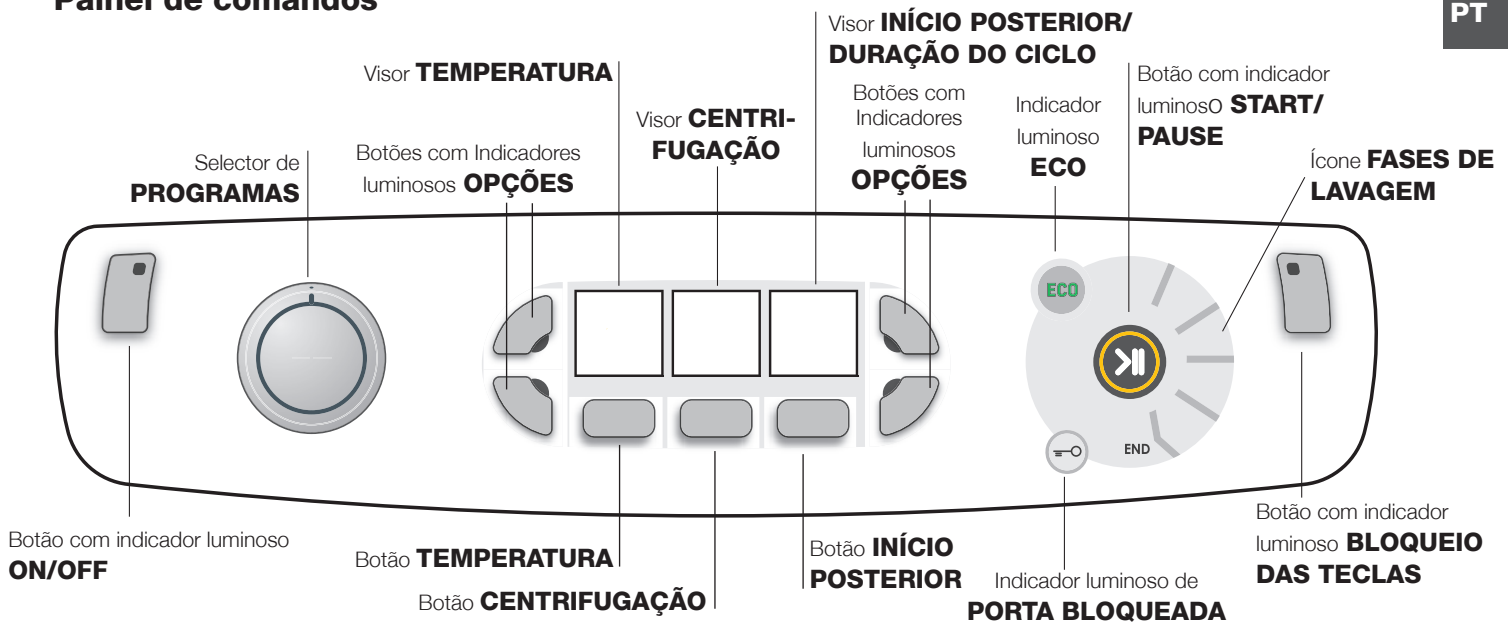 Painel de comandos
PT
Visor INÍCIO POSTERIOR/
DURAÇÃO DO CICLO
Visor TEMPERATURA
Visor CENTRI-
FUGAÇÃO
Botões com
Indicadores
luminosos
OPÇÕES
Indicador
luminoso
ECO
Botão com indicador
luminosO START/
PAUSE
Ícone FASES DE
LAVAGEM
Selector de
PROGRAMAS
Botões com Indicadores
luminosos OPÇÕES
ECO
END
Botão com indicador luminoso
ON/OFF
Botão TEMPERATURA
Botão CENTRIFUGAÇÃO
Botão INÍCIO
POSTERIOR
Indicador luminoso de
PORTA BLOQUEADA
Botão com indicador
luminoso BLOQUEIO
DAS TECLAS